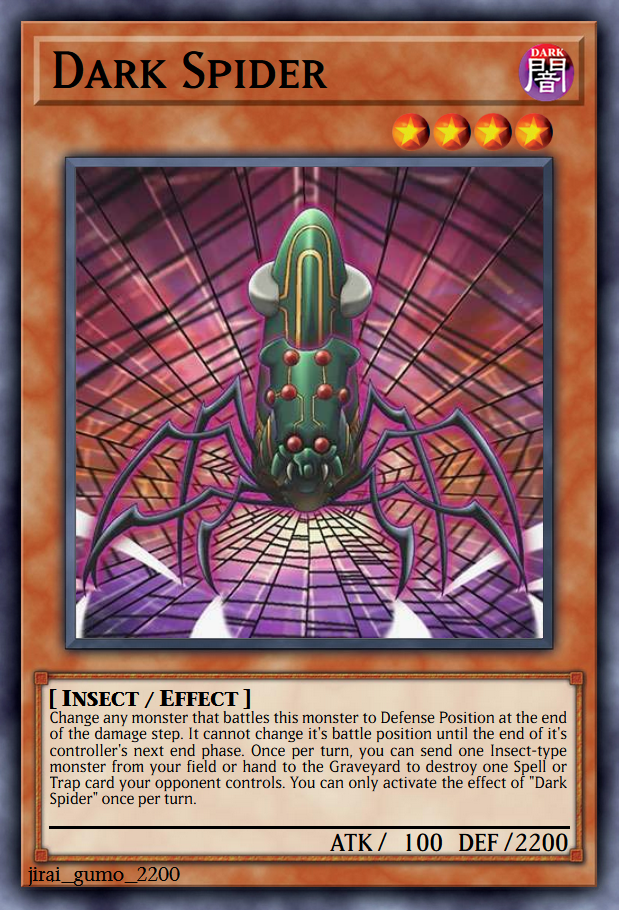 Dark Spider
DARK
闇
[ Insect / Effect ]
Change any monster that battles this monster to Defense Position at the end
of the damage step. It cannot change it's battle position until the end of it's
controller's next end phase. Once per turn, you can send one Insect-type
monster from your field or hand to the Graveyard to destroy one Spell or
Trap card your opponent controls. You can only activate the effect of "Dark
Spider" once per turn.
ATK/ 100 DEF/2200
jirai_gumo_2200